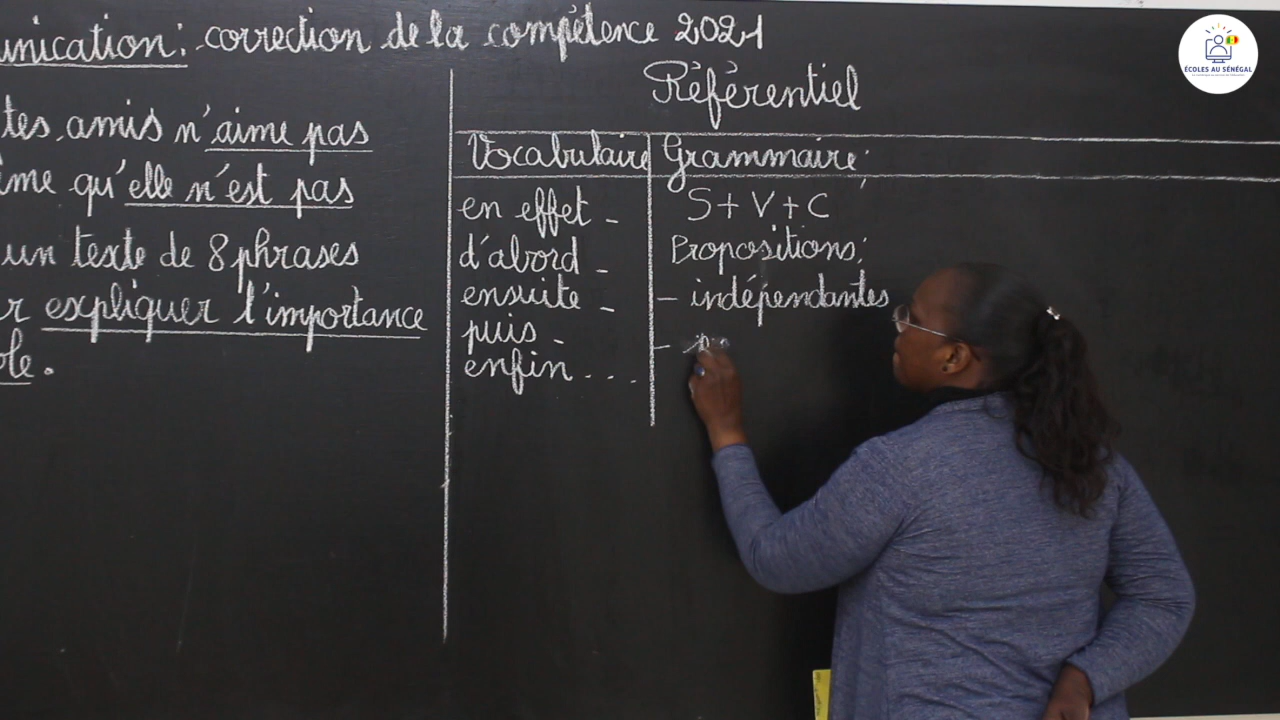 unication: correction de la compétence 2021
tes amis n'aime pas
ime qu'elle n'est pas
un texte de 8 phrases
r expliquer l'importance
ole.
Référentiel
Vocabulaire
en effet -
d'abord -
ensuite -
puis -
enfin ...
Grammaire:
S+V+C
Propositions:
- indépendantes
- p
ÉCOLES AU SÉNÉGAL